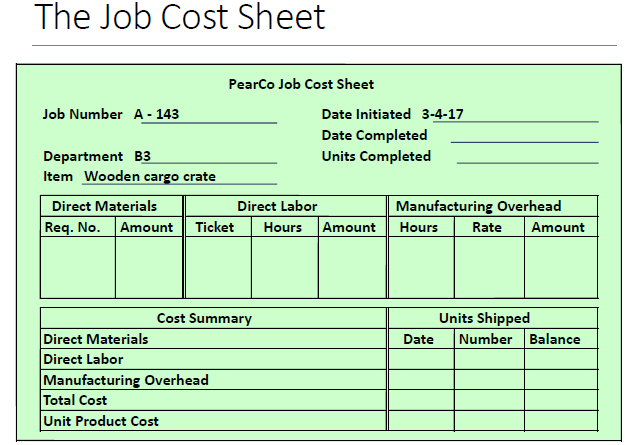 The Job Cost Sheet
PearCo Job Cost Sheet
Job Number A - 143 Date Initiated 3-4-17
Date Completed
Department B3 Units Completed
Item Wooden cargo crate
Direct Materials Direct Labor Manufacturing Overhead
Req. No. Amount Ticket Hours Amount Hours Rate Amount
Cost Summary Units Shipped
Direct Materials Date Number Balance
Direct Labor
Manufacturing Overhead
Total Cost
Unit Product Cost